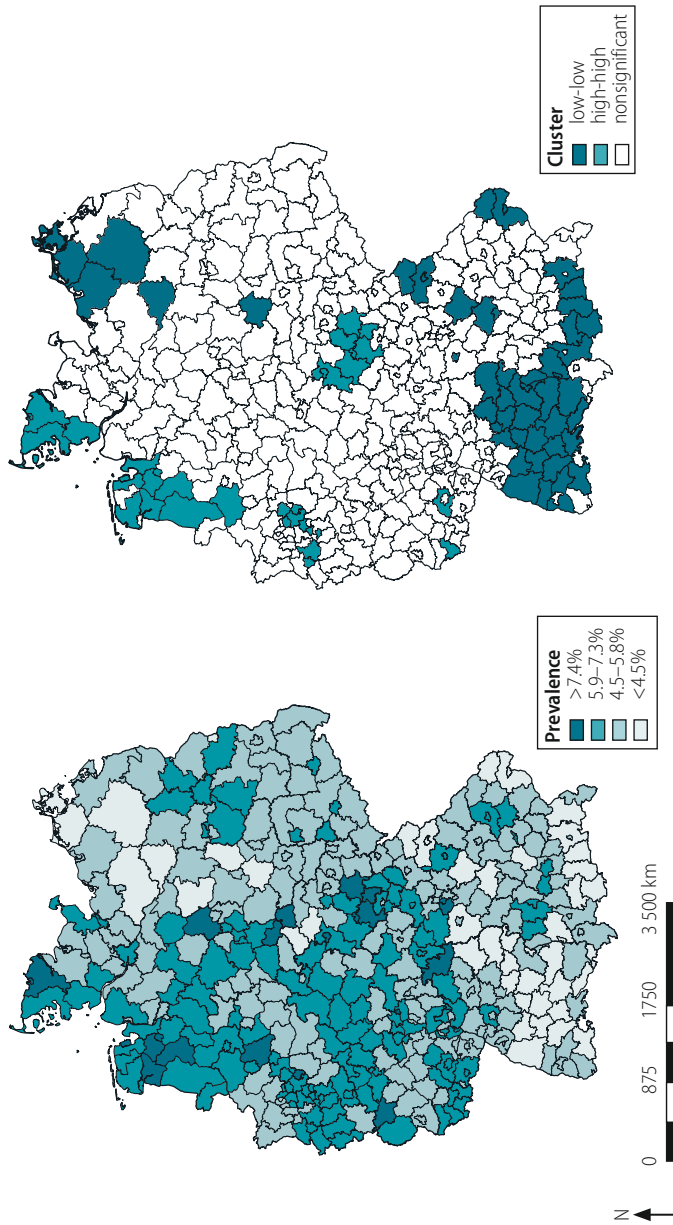 Prevalence
>7.4%
5.9–7.3%
4.5–5.8%
<4.5%
N
0 875 1750 3 500 km
Cluster
low-low
high-high
nonsignificant